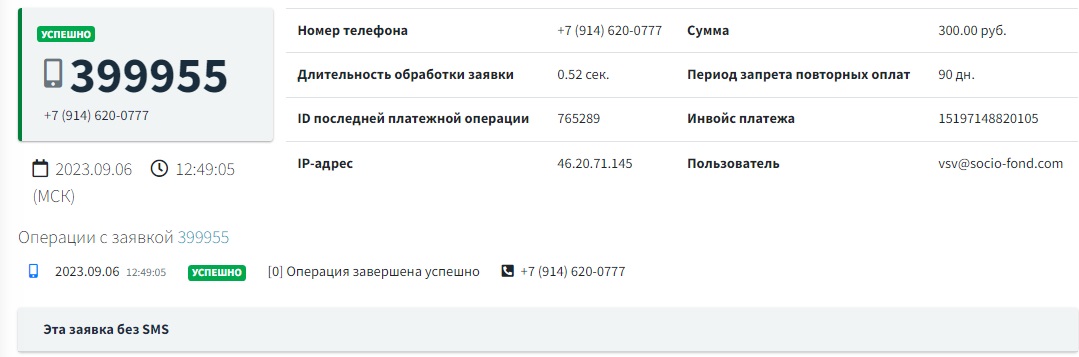 УСПЕШНО
399955
+7 (914) 620-0777
2023.09.06 12:49:05
(МСК)
Номер телефона +7 (914) 620-0777 Сумма 300.00 руб.
Длительность обработки заявки 0.52 сек. Период запрета повторных оплат 90 дн.
ID последней платежной операции 765289 Инвойс платежа 15197148820105
IP-адрес 46.20.71.145 Пользователь vsv@socio-fond.com
Операции с заявкой 399955
2023.09.06 12:49:05 УСПЕШНО [0] Операция завершена успешно +7 (914) 620-0777
Эта заявка без SMS